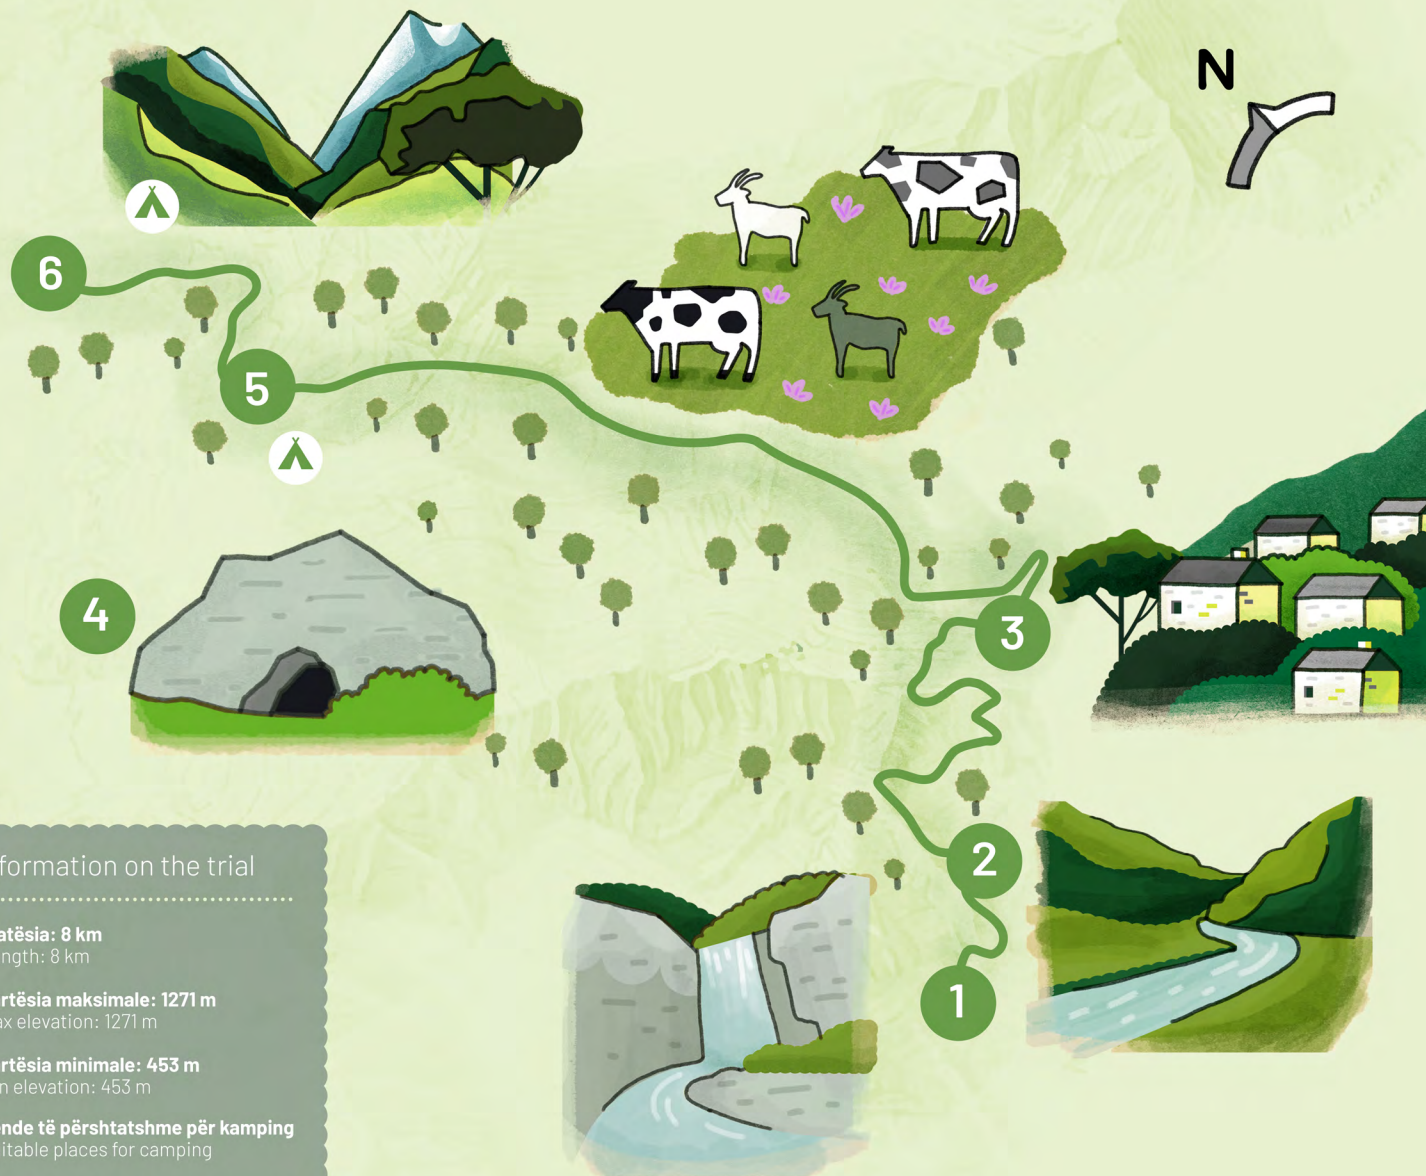 N
6
5
4
3
2
1
formation on the trial
atësia: 8 km
ngth: 8 km
rtësia maksimale: 1271 m
ax elevation: 1271 m
rtësia minimale: 453 m
n elevation: 453 m
nde të përshtatshme për kamping
itable places for camping